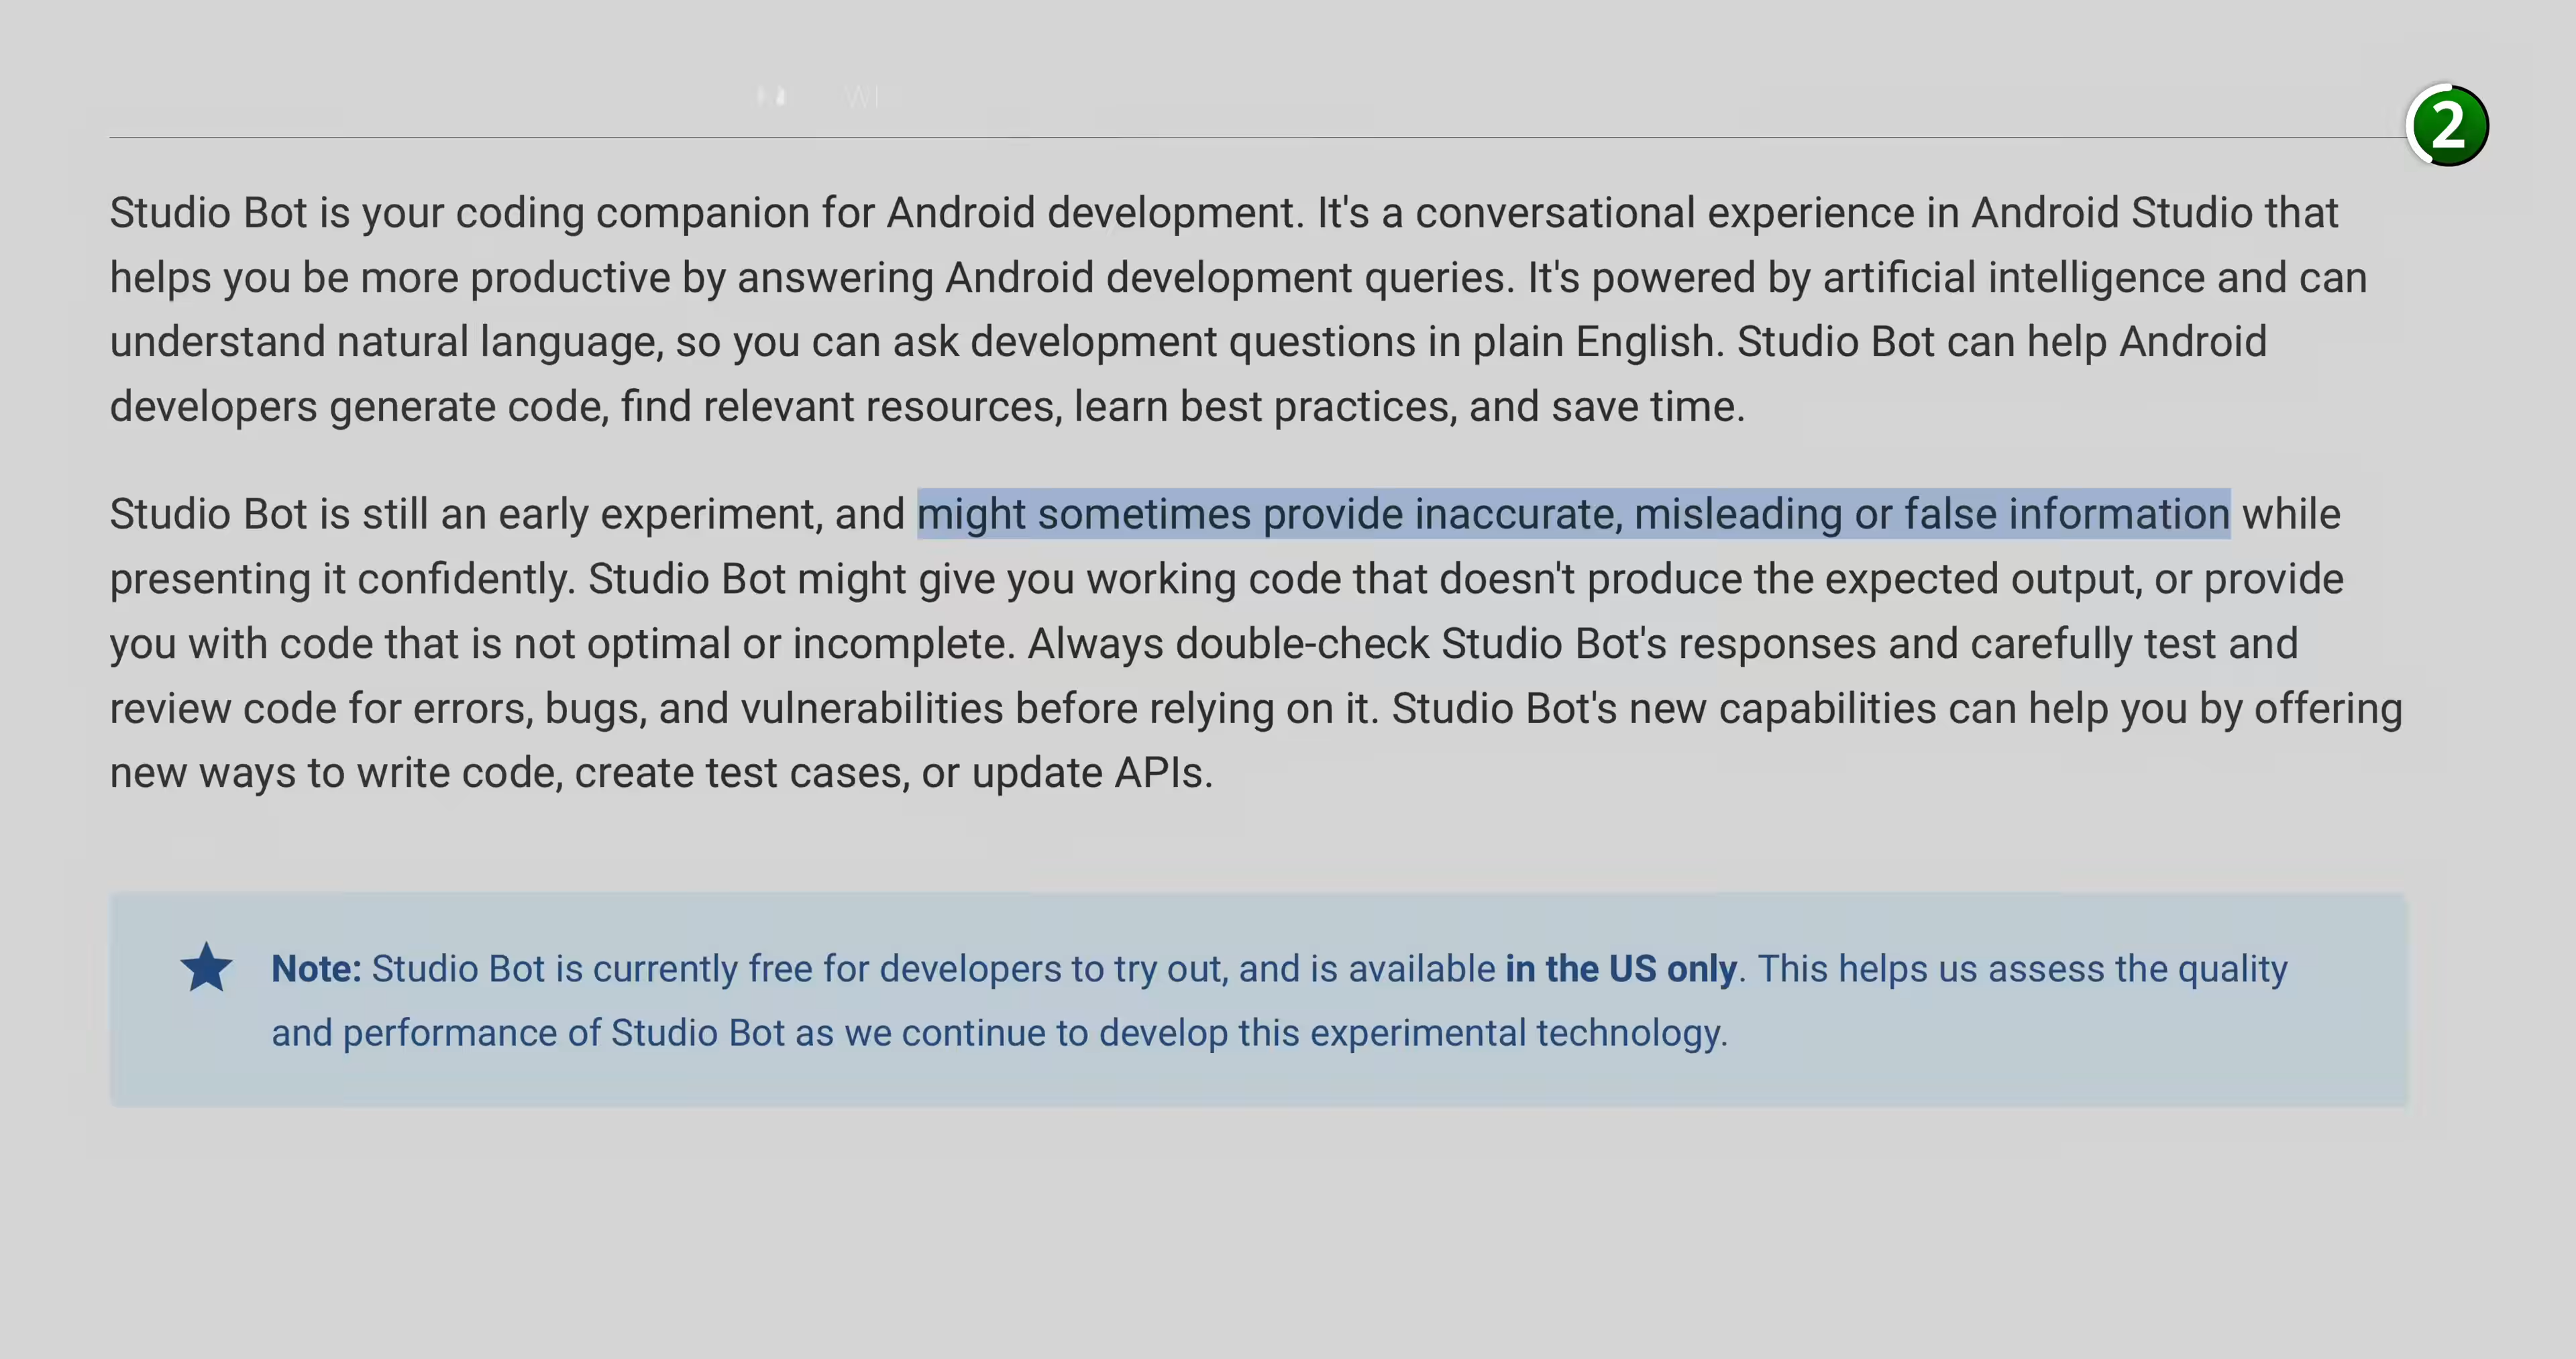 2
Studio Bot is your coding companion for Android development. It's a conversational experience in Android Studio that
helps you be more productive by answering Android development queries. It's powered by artificial intelligence and can
understand natural language, so you can ask development questions in plain English. Studio Bot can help Android
developers generate code, find relevant resources, learn best practices, and save time.
Studio Bot is still an early experiment, and might sometimes provide inaccurate, misleading or false information while
presenting it confidently. Studio Bot might give you working code that doesn't produce the expected output, or provide
you with code that is not optimal or incomplete. Always double-check Studio Bot's responses and carefully test and
review code for errors, bugs, and vulnerabilities before relying on it. Studio Bot's new capabilities can help you by offering
new ways to write code, create test cases, or update APIs.
Note: Studio Bot is currently free for developers to try out, and is available in the US only. This helps us assess the quality
and performance of Studio Bot as we continue to develop this experimental technology.